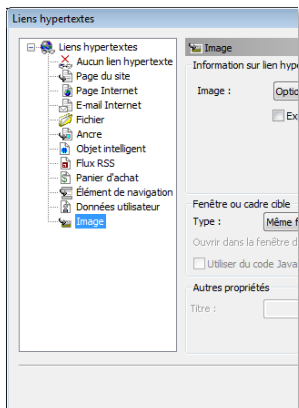 Liens hypertextes
Liens hypertextes
Aucun lien hypertexte
Page du site
Page Internet
E-mail Internet
Fichier
Ancre
Objet intelligent
Flux RSS
Panier d'achat
Élément de navigation
Données utilisateur
Image
Image
Information sur lien hype
Image :
Optio
Ex
Fenêtre ou cadre cible
Type :
Même f
Ouvrir dans la fenêtre d
Utiliser du code Java
Autres propriétés
Titre :